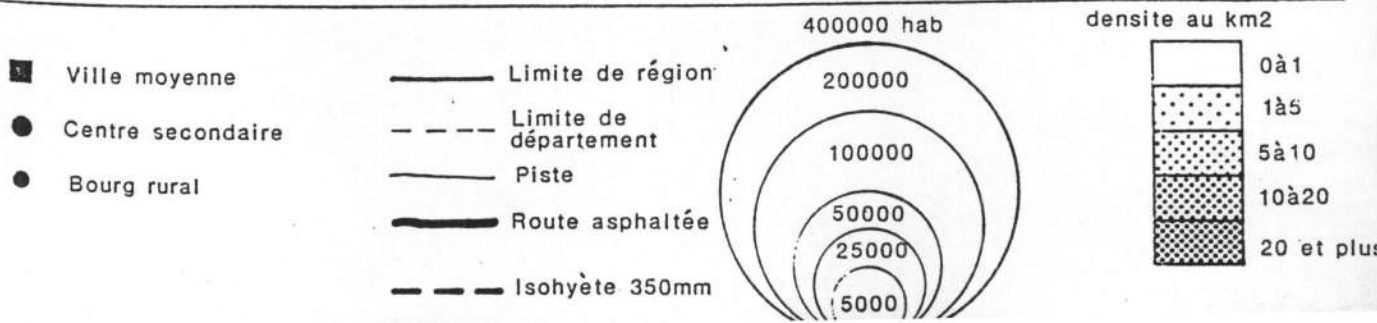 Ville moyenne
Centre secondaire
Bourg rural
Limite de région
Limite de
département
Piste
Route asphaltée
Isohyète 350mm
400000 hab
200000
100000
50000
25000
5000
densite au km2
0à1
1à5
5à10
10à20
20 et plus